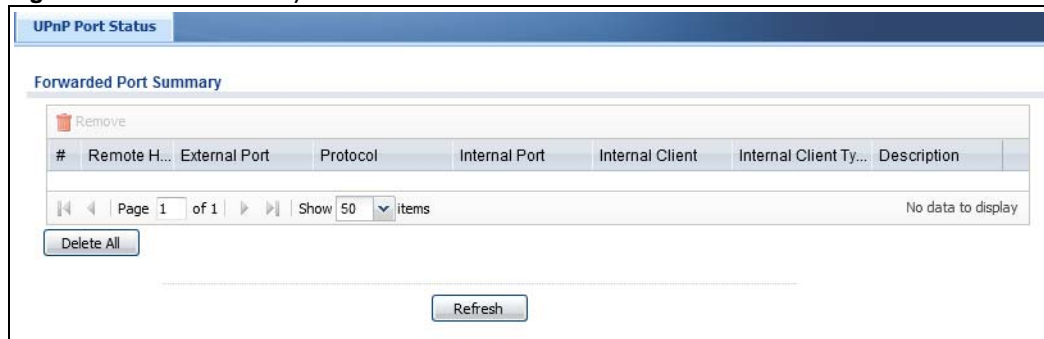 UPnP Port Status
Forwarded Port Summary
Remove
# Remote H... External Port Protocol Internal Port Internal Client Internal Client Ty... Description
Page 1 of 1 Show 50 items No data to display
Delete All
Refresh